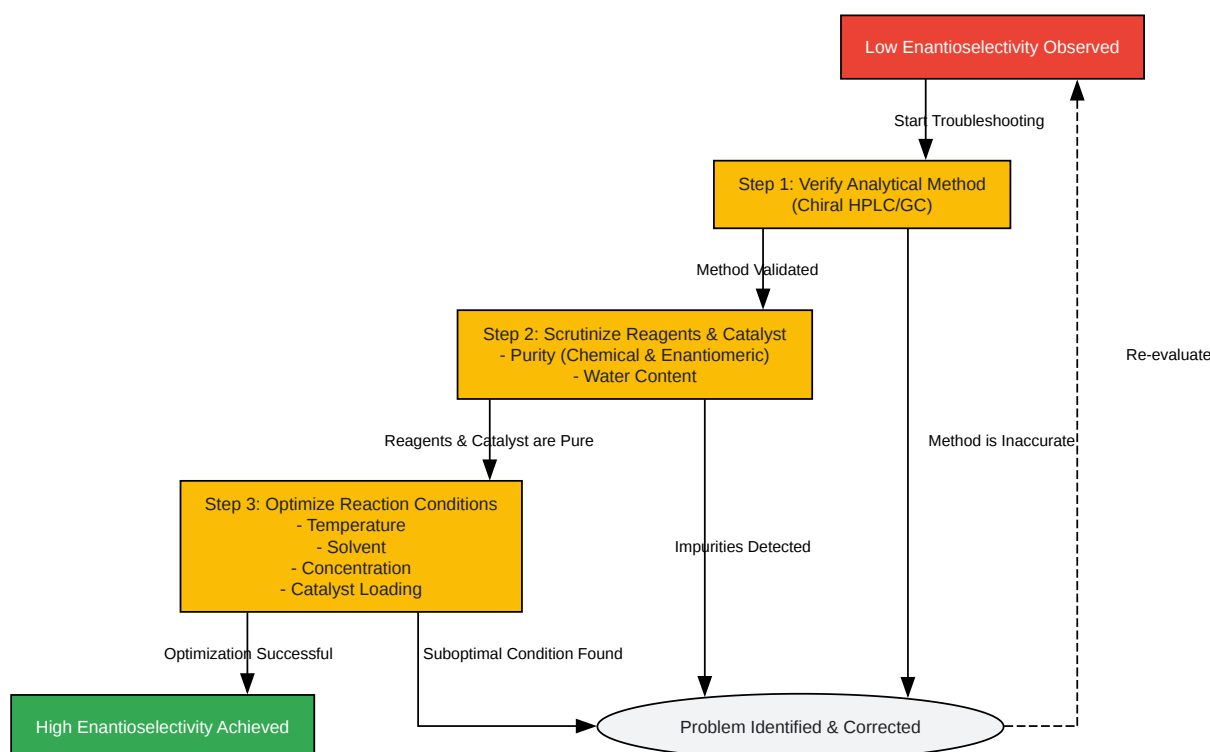 Low Enantioselectivity Observed
Start Troubleshooting
Step 1: Verify Analytical Method
(Chiral HPLC/GC)
Method Validated
Step 2: Scrutinize Reagents & Catalyst
- Purity (Chemical & Enantiomeric)
- Water Content
Re-evaluate
Reagents & Catalyst are Pure
Method is Inaccurate
Step 3: Optimize Reaction Conditions
- Temperature
- Solvent
- Concentration
- Catalyst Loading
Impurities Detected
Optimization Successful
Suboptimal Condition Found
High Enantioselectivity Achieved
Problem Identified & Corrected